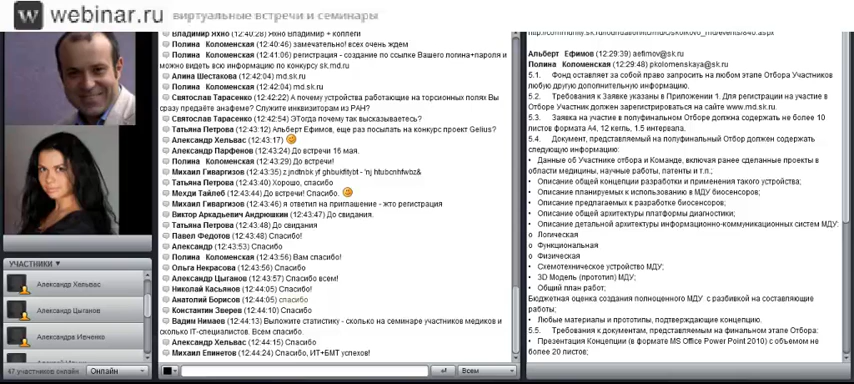 webinar.ru виртуальные встречи и семинары
Владимир Яхно (12:40:28) Яхно Владимир + коллеги
Полина Коломенская (12:40:46) замечательно! всех очень ждем
Полина Коломенская (12:41:06) регистрация - создание по ссылке Вашего логина+пароля и
можно видеть всю информацию по конкурсу sk.md.ru
Алина Шестакова (12:42:04) md.sk.ru
Полина Коломенская (12:42:04) md.sk.ru
Святослав Тарасенко (12:42:22) А почему устройства работающие на торсионных полях Вы
сразу предаёте анафеме? Служите инквизиторам из РАН?
Святослав Тарасенко (12:42:54) ЭТогда почему так высказываетесь?
Татьяна Петрова (12:43:12) Альберт Ефимов, еще раз посылать на конкурс проект Gelius?
Александр Хельвас (12:43:17)
Александр Парфенов (12:43:24) До встречи 16 мая.
Полина Коломенская (12:43:29) До встречи!
Михаил Гиваргизов (12:43:35) z jndtnbk yf ghbukfitybt - 'nj htubcnhfwbz&
Татьяна Петрова (12:43:40) Хорошо, спасибо
Мехди Тайлеб (12:43:44) До встречи! Спасибо.
Михаил Гиваргизов (12:43:46) я ответил на приглашение - жто регистрация
Виктор Аркадьевич Андрюшкин (12:43:47) До свидания.
Татьяна Петрова (12:43:48) До свидания
Павел Федотов (12:43:48) Спасибо!
Александр (12:43:53) Спасибо
Полина Коломенская (12:43:56) Вам спасибо!
Ольга Некрасова (12:43:56) Спасибо
Александр Цыганов (12:43:57) Спасибо всем!
Николай Касьянов (12:44:05) Спасибо!
Анатолий Борисов (12:44:05) спасибо
Константин Зверев (12:44:10) Спасибо
Вадим Нимаев (12:44:13) Выложите статистику - сколько на семинаре участников медиков и
сколько IT-специалистов. Всем спасибо.
Александр Хельвас (12:44:15) Спасибо
Михаил Епинетов (12:44:24) Спасибо, ИТ+БМТ успехов!
Всем
УЧАСТНИКИ
Александр Хельвас
Александр Цыганов
Александра Ивченко
47 участников онлайн Онлайн
Альберт Ефимов (12:29:39) aefimov@sk.ru
Полина Коломенская (12:29:48) pkolomenskaya@sk.ru
5.1. Фонд оставляет за собой право запросить на любом этапе Отбора Участников
любую другую дополнительную информацию.
5.2. Требования к Заявке указаны в Приложении 1. Для регистрации на участие в
Отборе Участник должен зарегистрироваться на сайте www.md.sk.ru.
5.3. Заявка на участие в полуфинальном Отборе должна содержать не более 10
листов формата А4, 12 кегль, 1.5 интервала.
5.4. Документ, представляемый на полуфинальный Отбор должен содержать
следующую информацию:
• Данные об Участнике отбора и Команде, включая ранее сделанные проекты в
области медицины, научные работы, патенты и т.п.;
• Описание общей концепции разработки и применения такого устройства;
• Описание планируемых к использованию в МДУ биосенсоров;
• Описание предлагаемых к разработке биосенсоров;
• Описание общей архитектуры платформы диагностики;
• Описание детальной архитектуры информационно-коммуникационных систем МДУ:
o Логическая
o Функциональная
o Физическая
• Схемотехническое устройство МДУ;
• 3D Модель (прототип) МДУ;
• Общий план работ;
Бюджетная оценка создания полноценного МДУ с разбивкой на составляющие
работы;
• Любые материалы и прототипы, подтверждающие концепцию.
5.5. Требования к документам, представляемым на финальном этапе Отбора:
• Презентация Концепции (в формате MS Office Power Point 2010) с объемом не
более 20 листов;